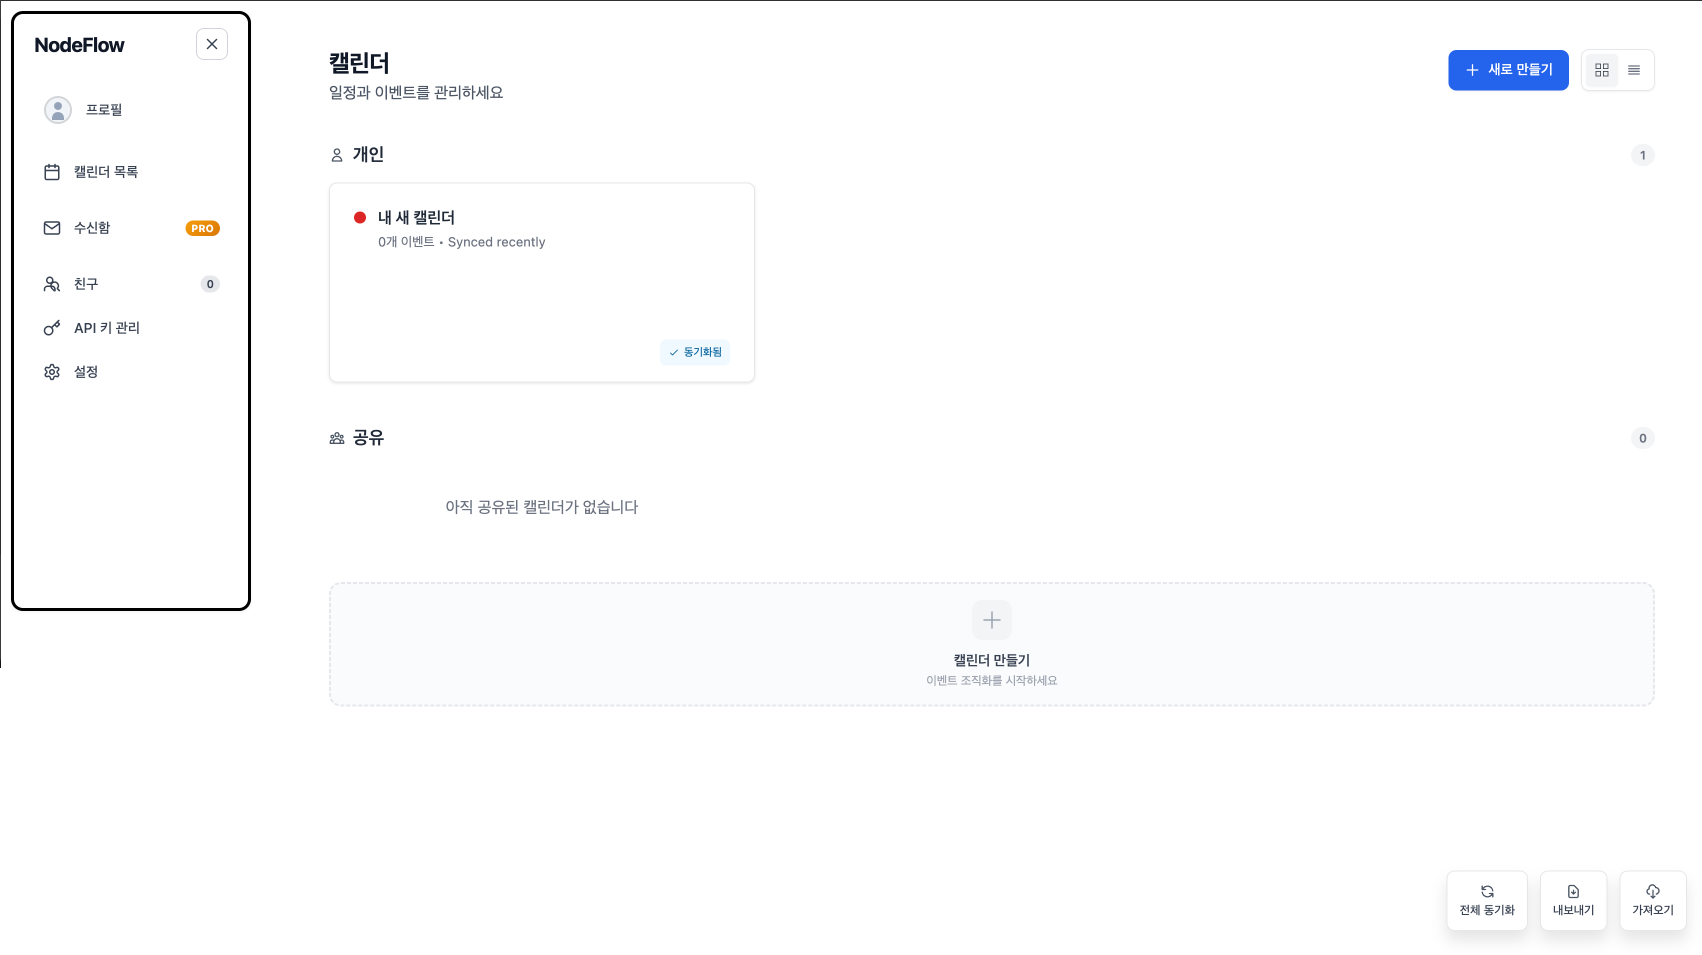 NodeFlow
프로필
캘린더 목록
수신함 PRO
친구 0
API 키 관리
설정
캘린더
일정과 이벤트를 관리하세요
새로 만들기
개인 1
내 새 캘린더
0개 이벤트 • Synced recently
동기화됨
공유 0
아직 공유된 캘린더가 없습니다
캘린더 만들기
이벤트 조직화를 시작하세요
전체 동기화
내보내기
가져오기